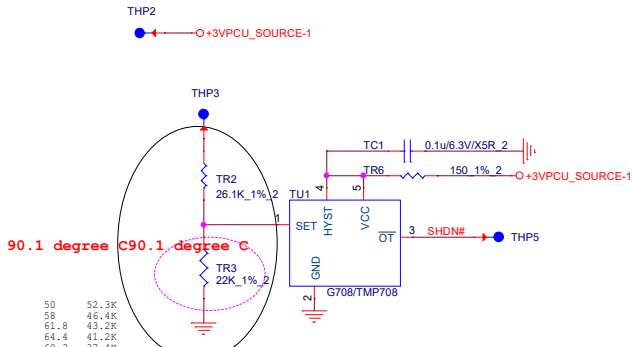 THP2
+3VPCU_SOURCE-1
THP3
TC1
0.1u/6.3V/X5R_2
TR2
26.1K_1%_2
TU1
TR6
150_1%_2
+3VPCU_SOURCE-1
4
5
1
SET
HYST
VCC
OT
3
SHDN#
THP5
90.1 degree C90.1 degree C
TR3
22K_1%_2
GND
2
G708/TMP708
50 52.3K
58 46.4K
61.8 43.2K
64.4 41.2K